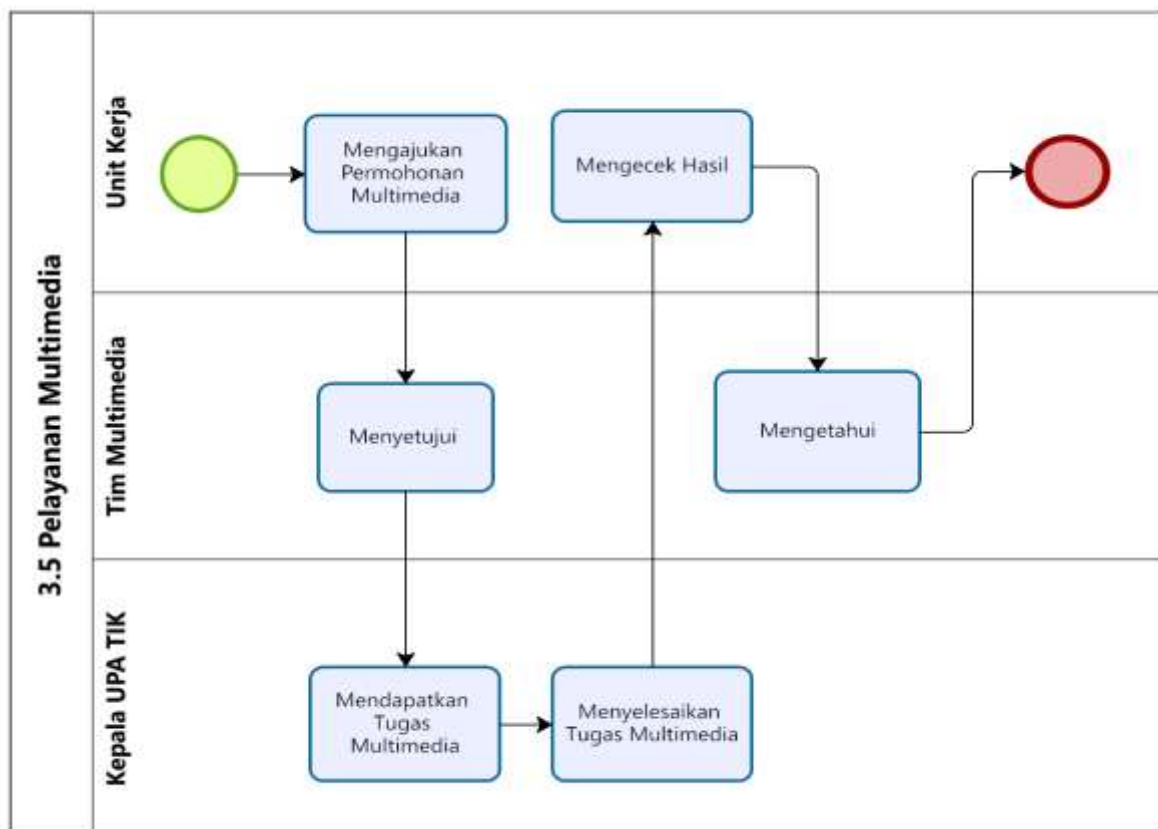 3.5 Pelayanan Multimedia
Unit Kerja
Mengajukan
Permohonan
Multimedia
Mengecek Hasil
Tim Multimedia
Menyetujui
Mengetahui
Kepala UPA TIK
Mendapatkan
Tugas
Multimedia
Menyelesaikan
Tugas Multimedia